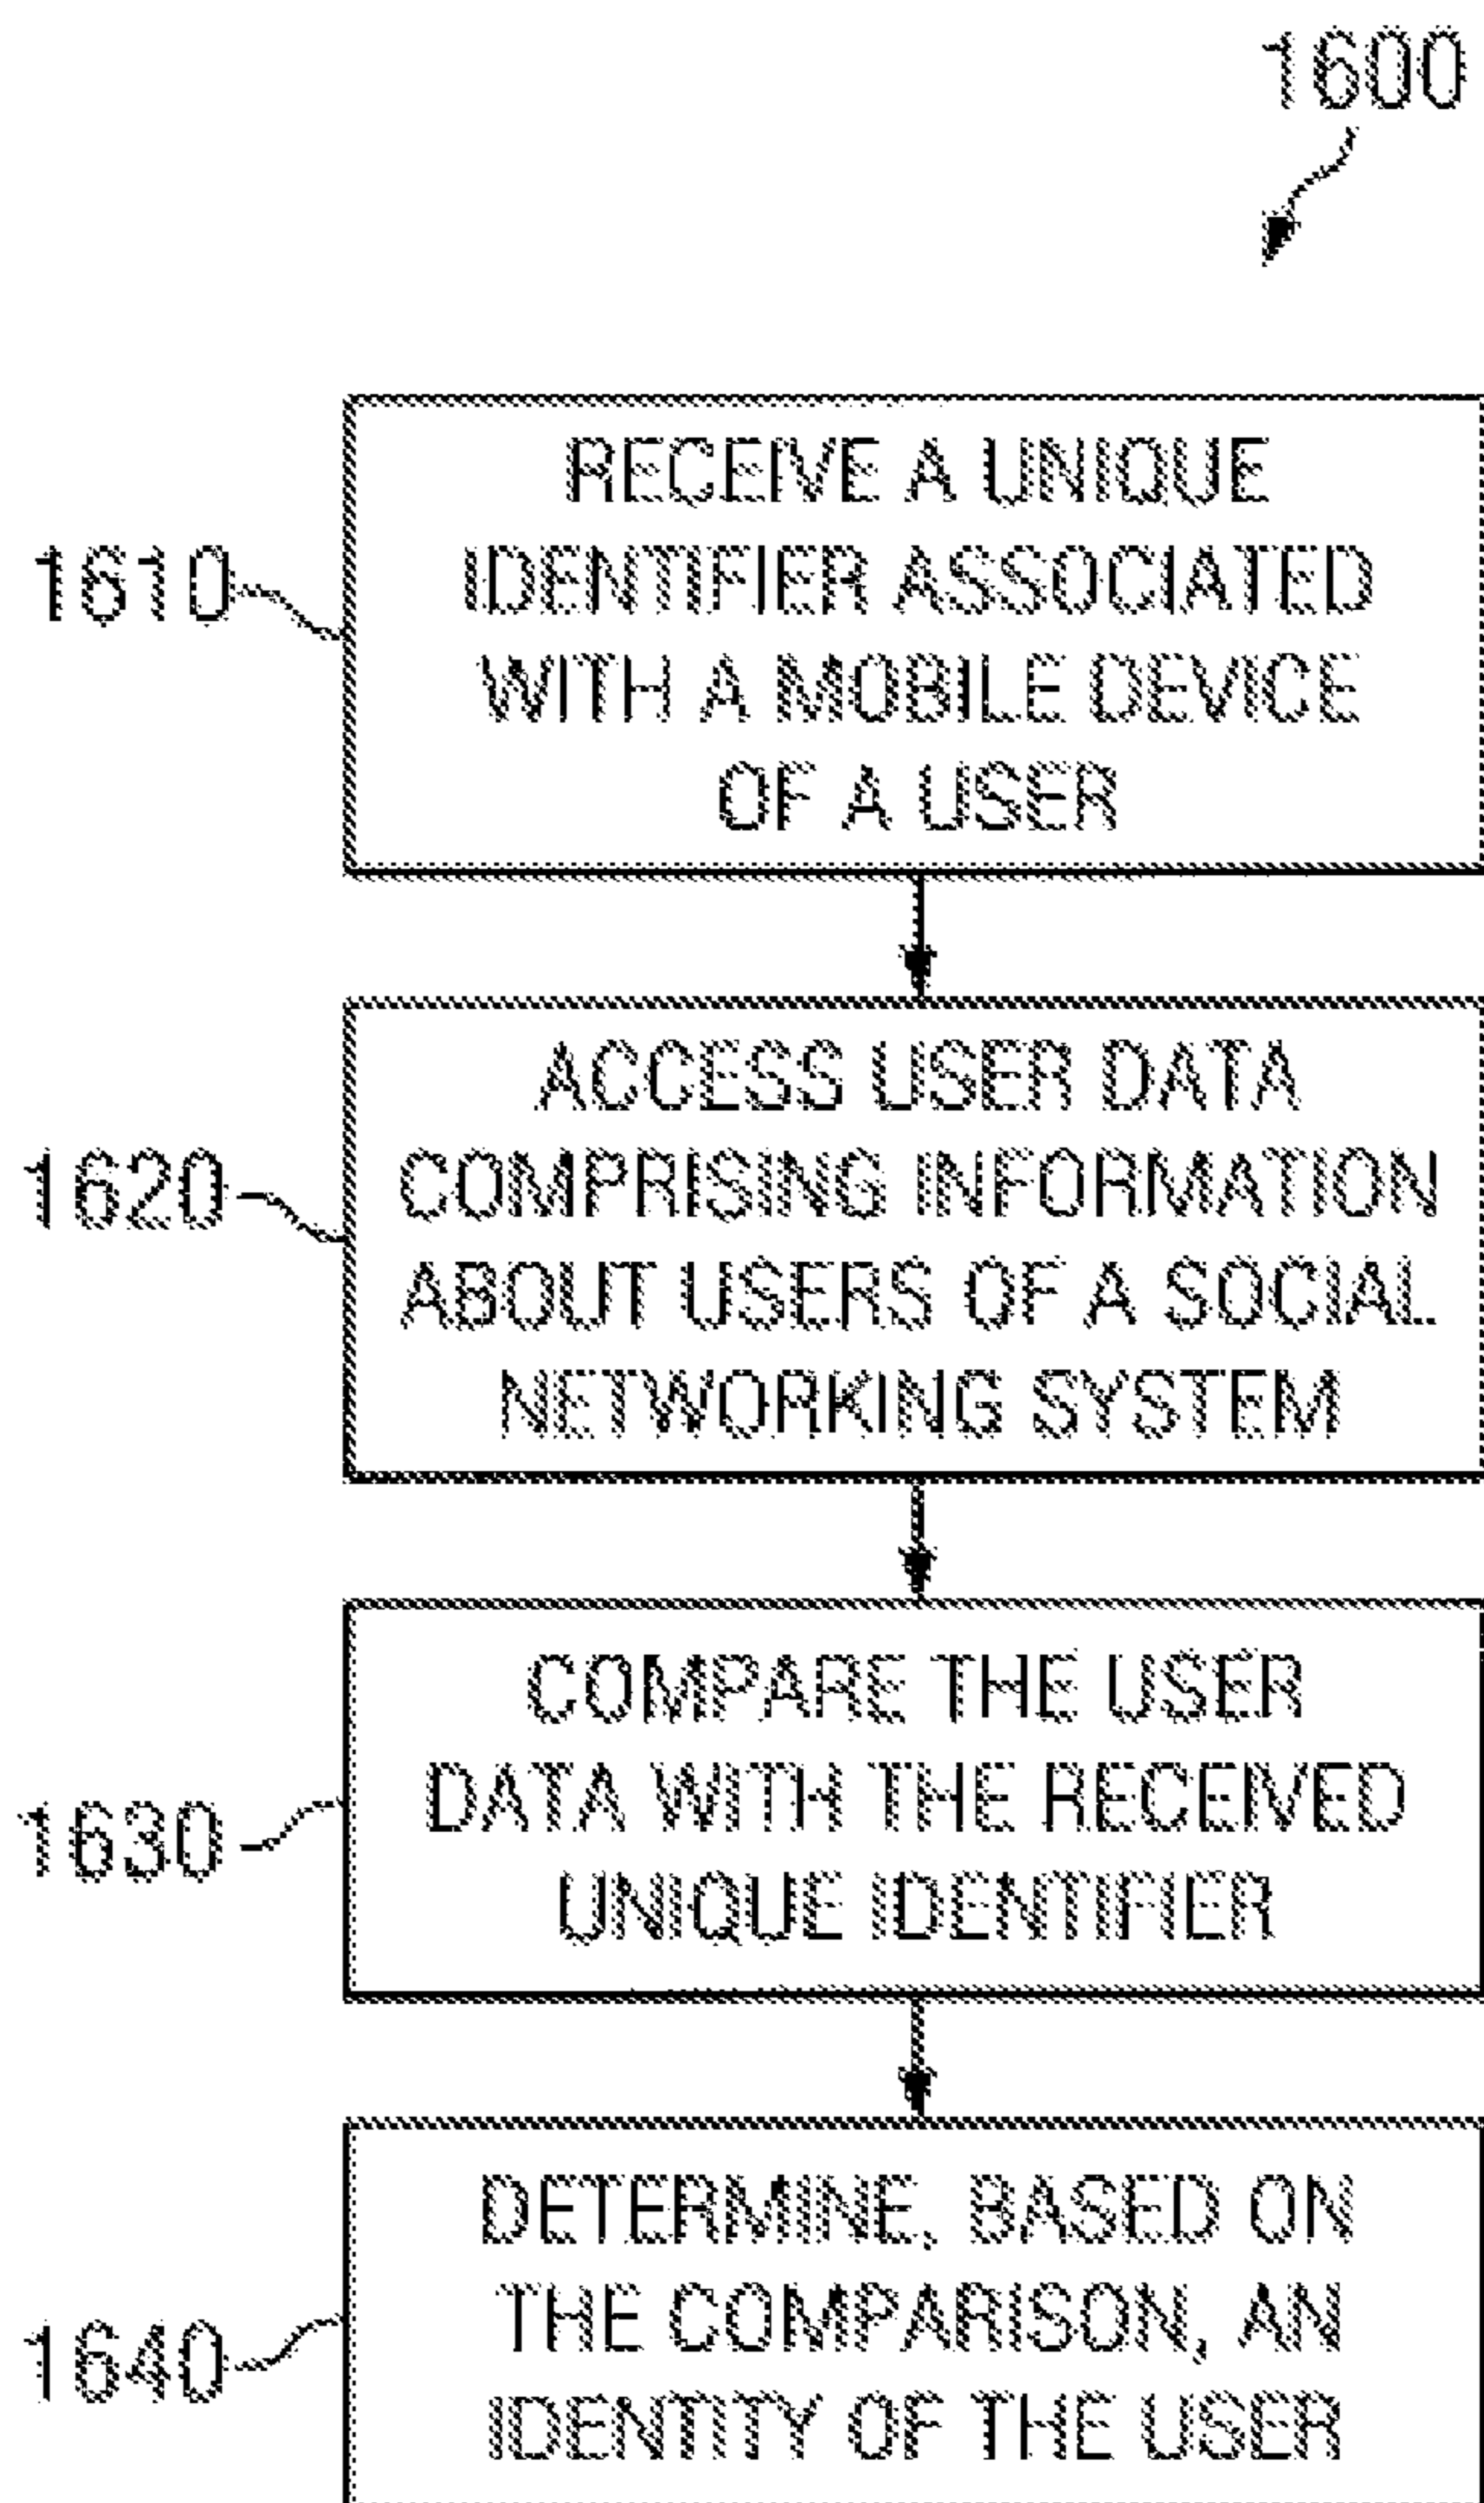 1600
RECEIVE A UNIQUE
IDENTIFIER ASSOCIATED
WITH A MOBILE DEVICE
OF A USER
1610
ACCESS USER DATA
COMPRISING INFORMATION
ABOUT USERS OF A SOCIAL
NETWORKING SYSTEM
1620
COMPARE THE USER
DATA WITH THE RECEIVED
UNIQUE IDENTIFIER
1630
DETERMINE, BASED ON
THE COMPARISON, AN
IDENTITY OF THE USER
1640